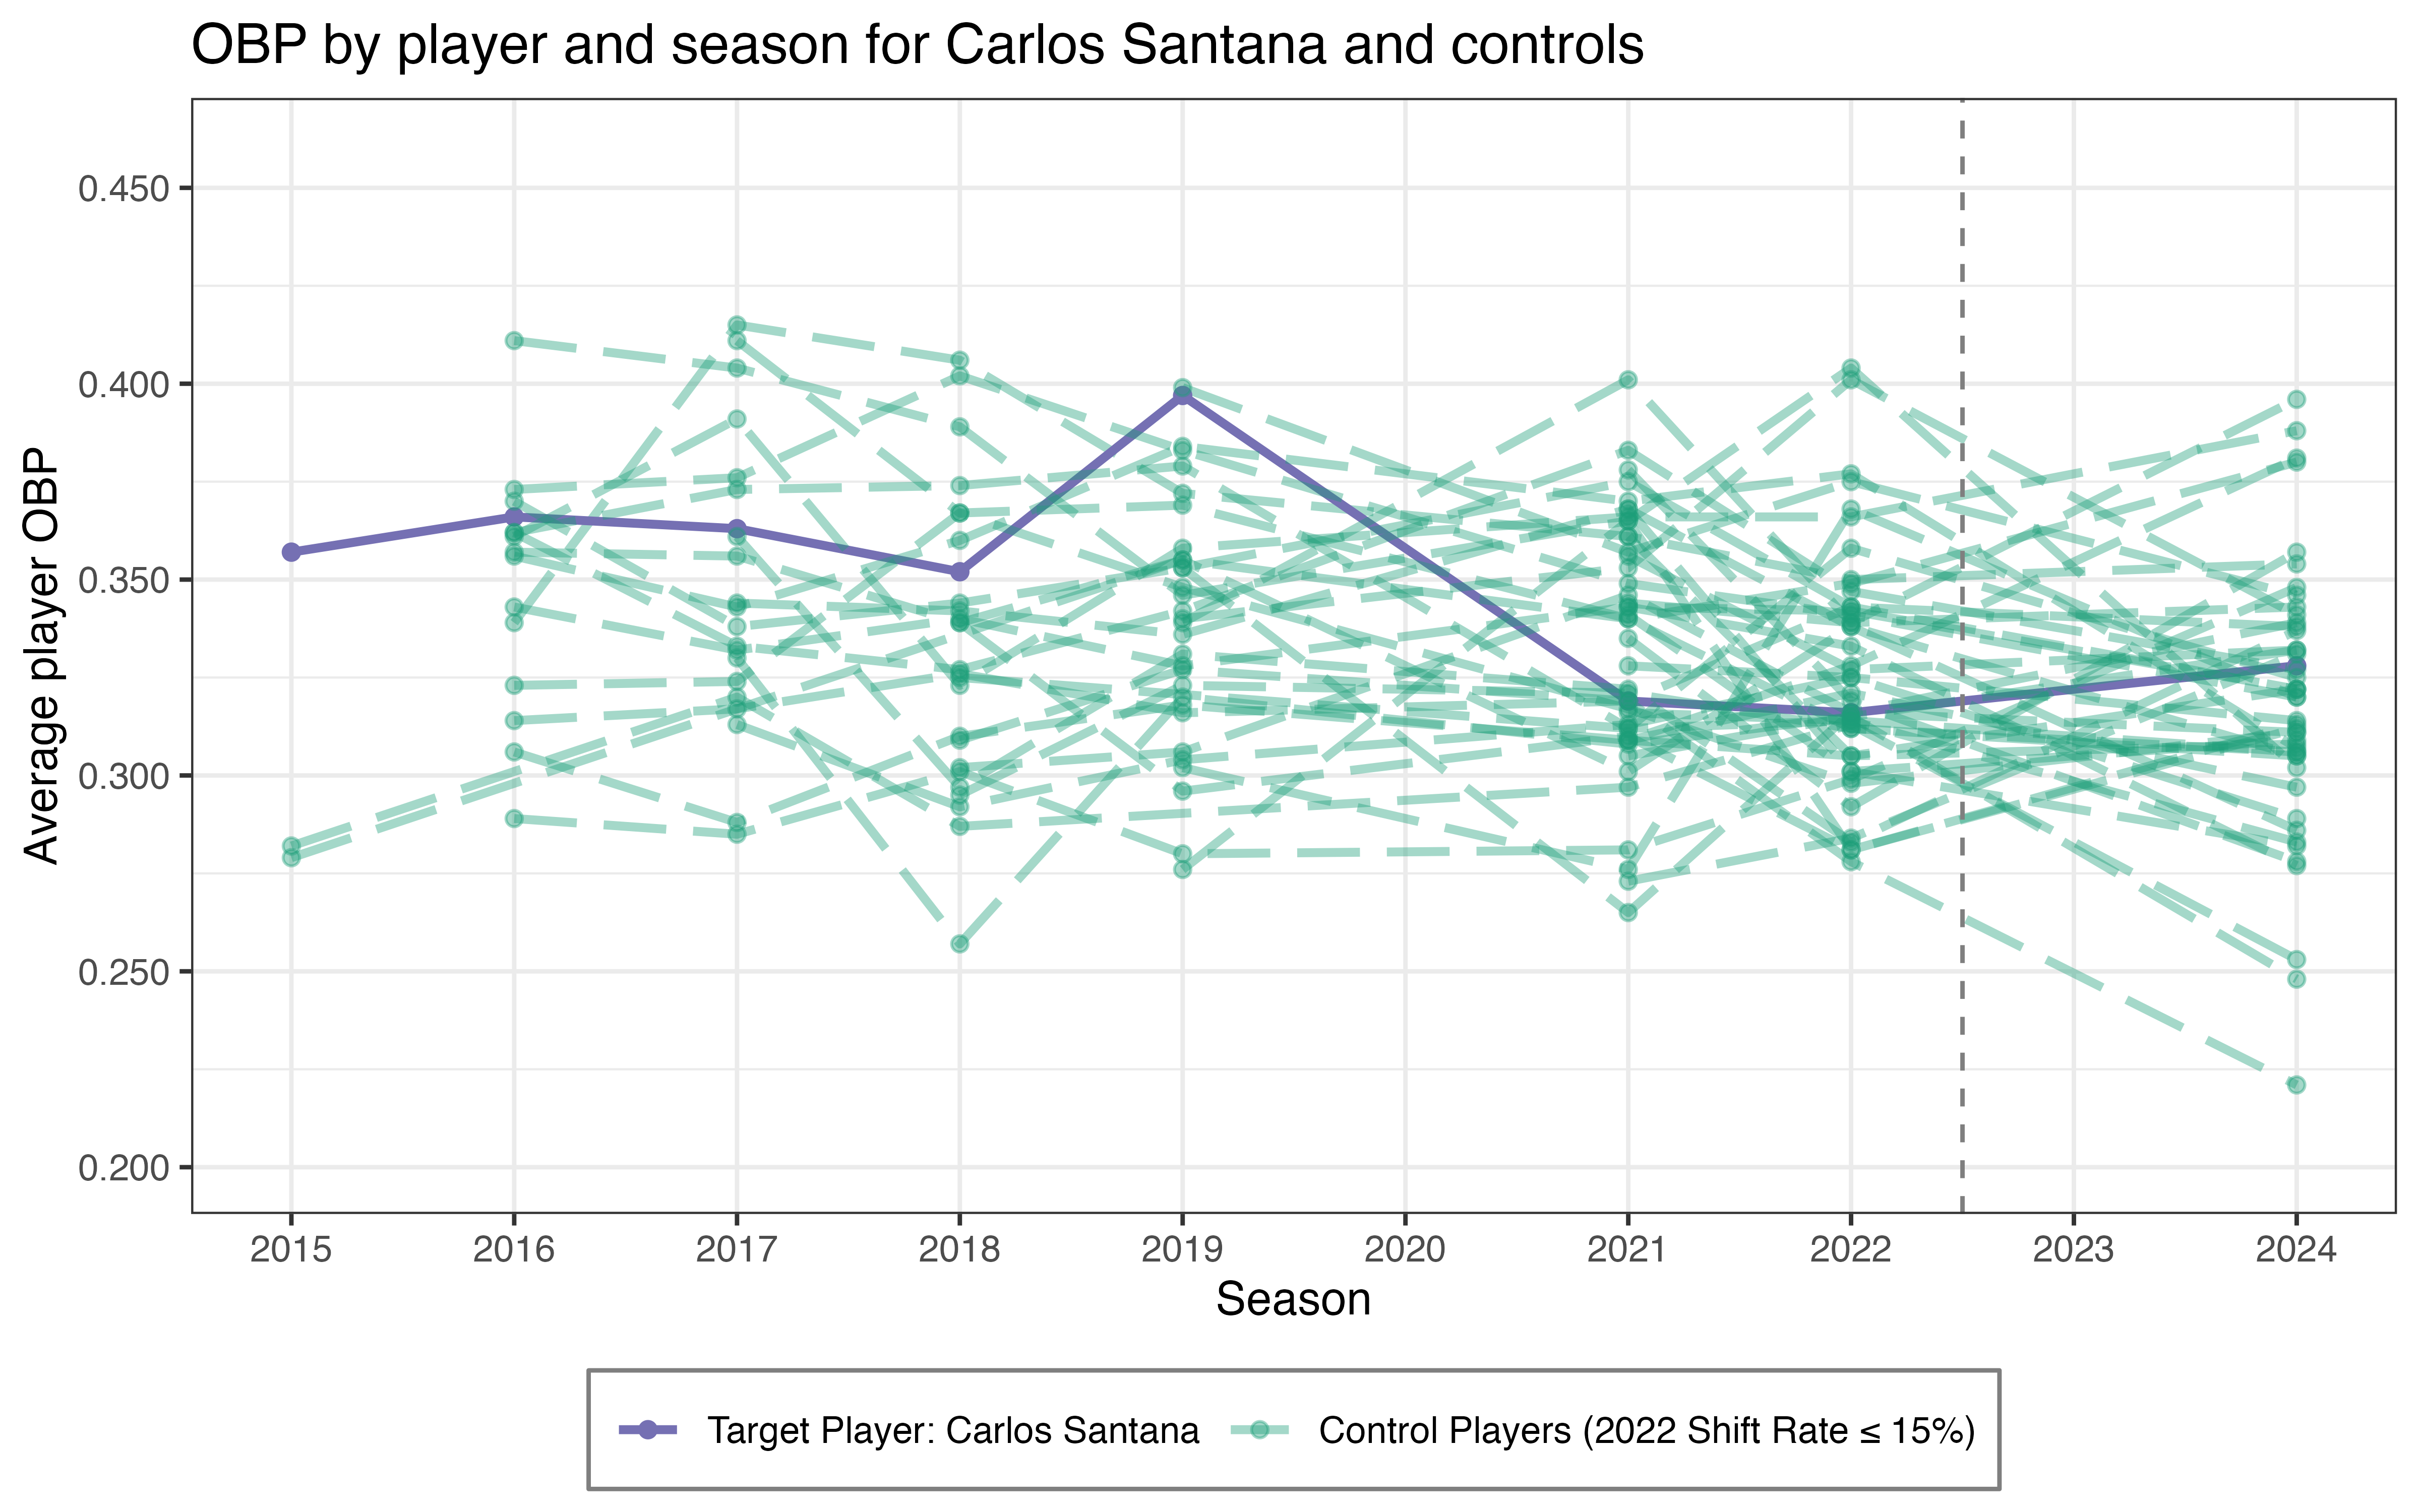 OBP by player and season for Carlos Santana and controls
Average player OBP
0.450
0.400
0.350
0.300
0.250
0.200
2015 2016 2017 2018 2019 2020 2021 2022 2023 2024
Season
Target Player: Carlos Santana Control Players (2022 Shift Rate ≤ 15%)